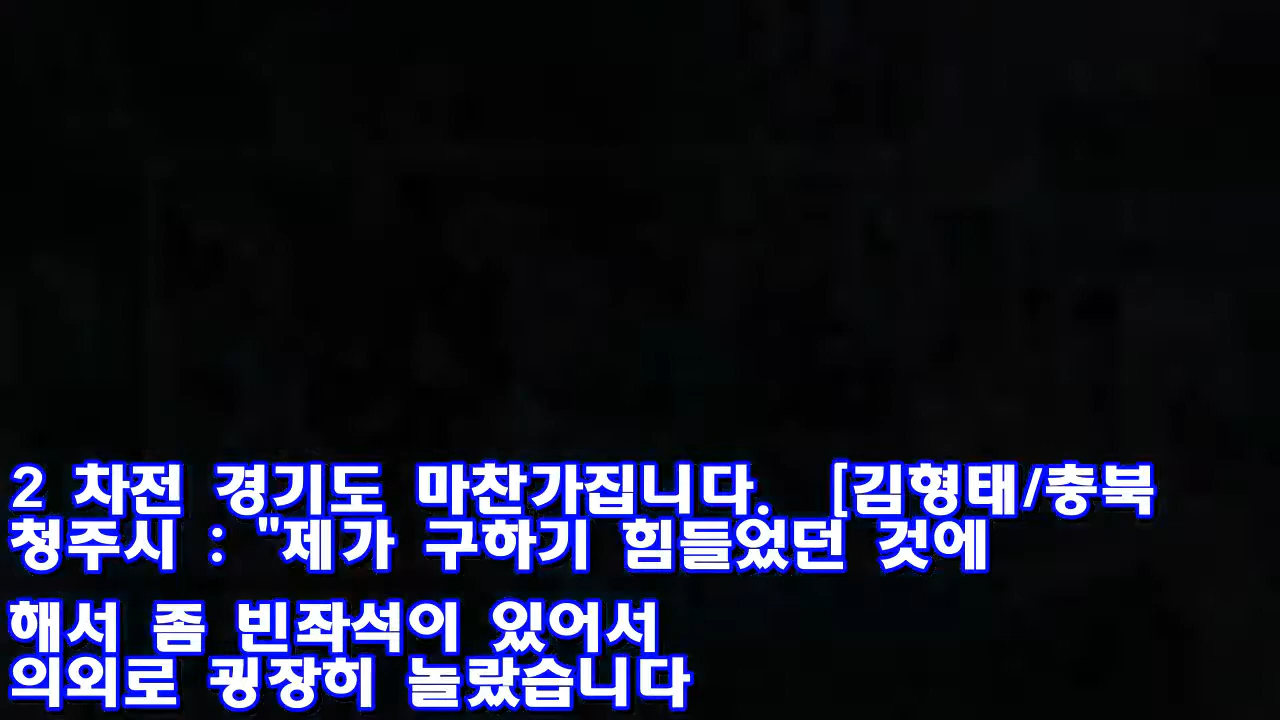 2 차전 경기도 마찬가집니다. [김형태/충북
청주시 : "제가 구하기 힘들었던 것에
해서 좀 빈좌석이 있어서
의외로 굉장히 놀랐습니다